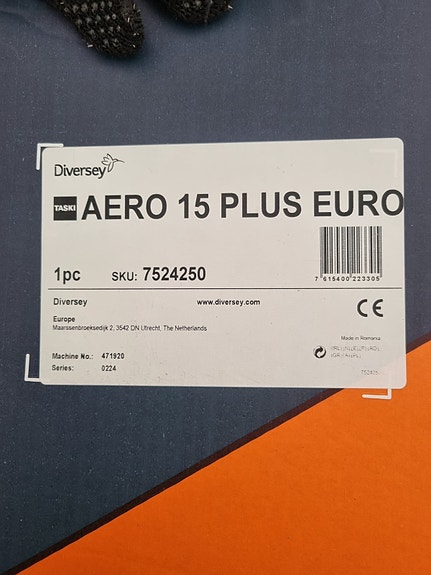 Diversey
TASKI AERO 15 PLUS EURO
1pc SKU: 7524250
7 615400 223305
Diversey www.diversey.com
Europe
Maarssenbroeksedijk 2, 3542 DN Utrecht, The Netherlands
CE
Made in Romania
Machine No.: 471920
Series: 0224